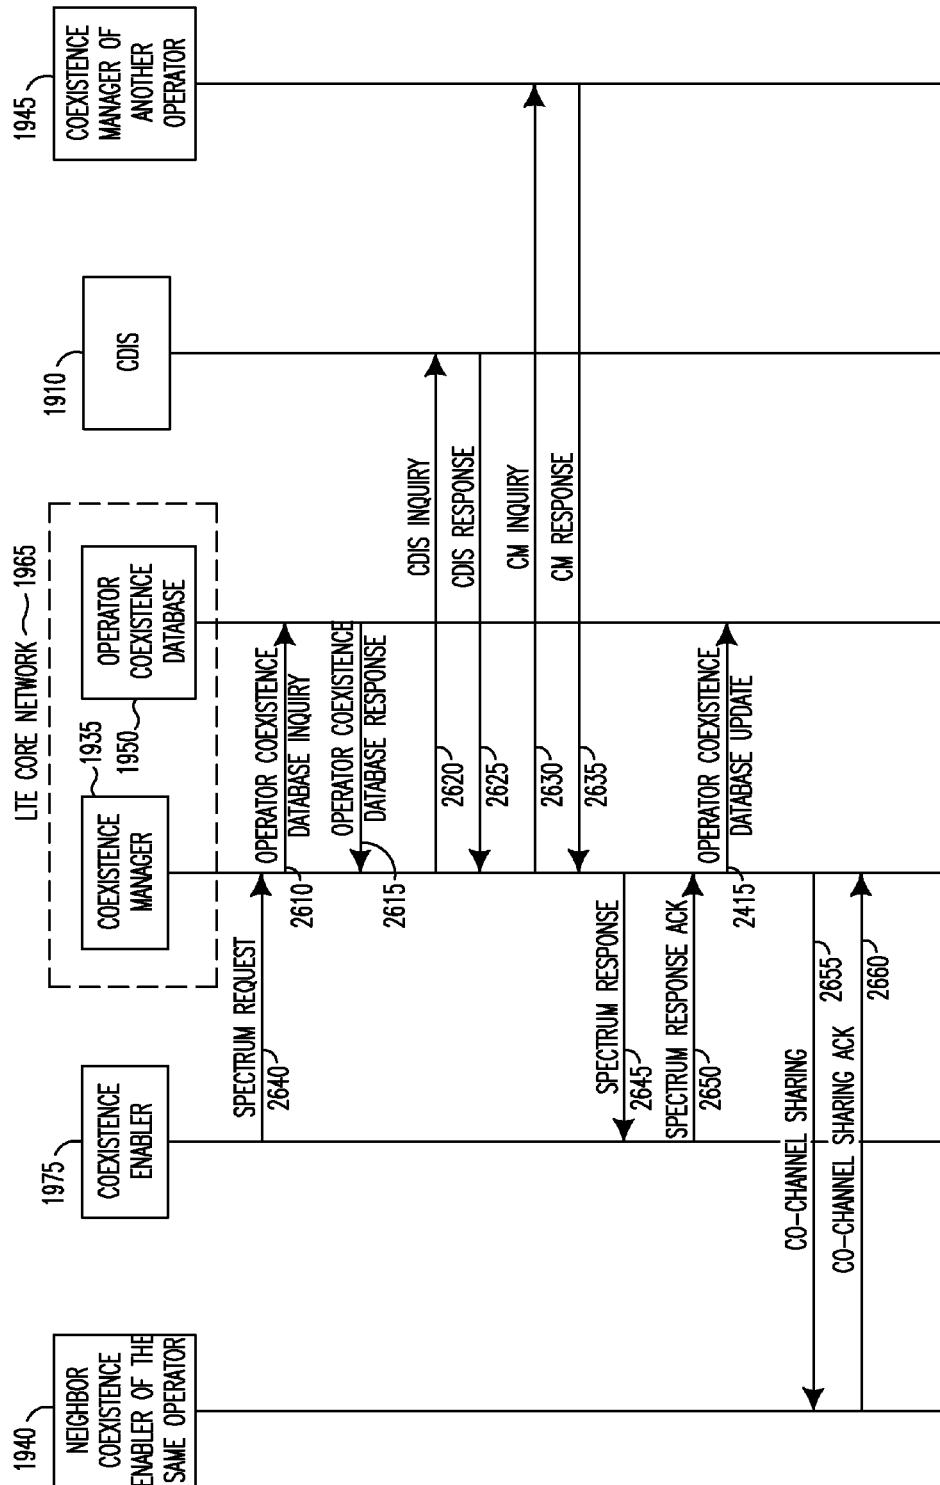 1940
NEIGHBOR
COEXISTENCE
ENABLER OF THE
SAME OPERATOR
1975
COEXISTENCE
ENABLER
LTE CORE NETWORK
1965
1935
COEXISTENCE
MANAGER
1950
OPERATOR
COEXISTENCE
DATABASE
1910
CDIS
1945
COEXISTENCE
MANAGER OF
ANOTHER
OPERATOR
SPECTRUM REQUEST
2640
OPERATOR COEXISTENCE
DATABASE INQUIRY
2610
OPERATOR COEXISTENCE
DATABASE RESPONSE
2615
CDIS INQUIRY
2620
CDIS RESPONSE
2625
CM INQUIRY
2630
CM RESPONSE
2635
SPECTRUM RESPONSE
2645
SPECTRUM RESPONSE ACK
2650
OPERATOR COEXISTENCE
DATABASE UPDATE
2415
CO-CHANNEL SHARING
2655
CO-CHANNEL SHARING ACK
2660